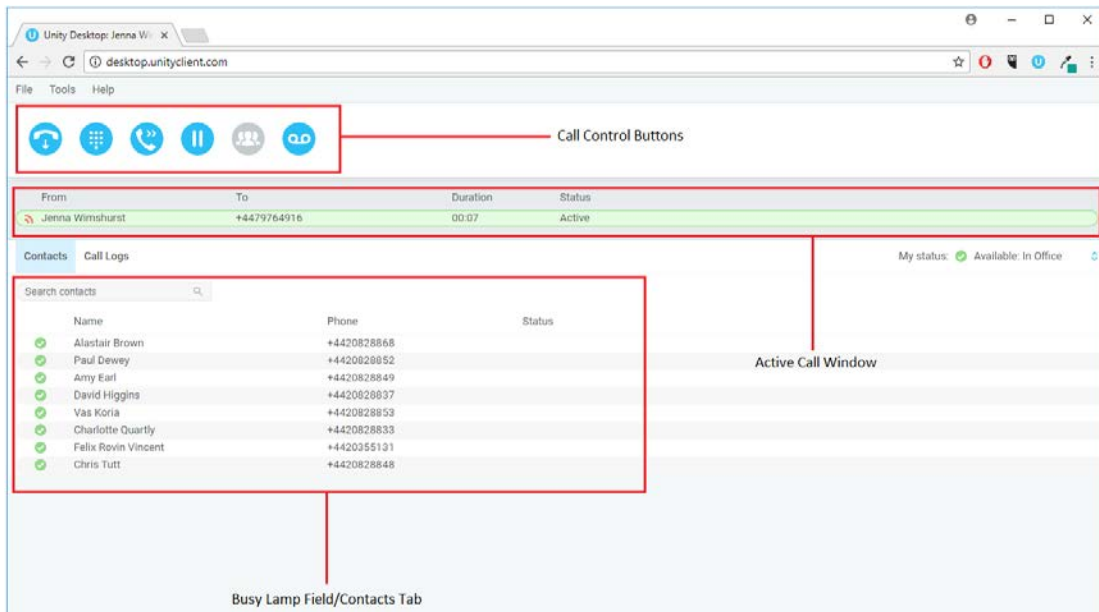 Unity Desktop: Jenna Wi
desktop.unityclient.com
File Tools Help
Call Control Buttons
From To Duration Status
Jenna Wimshurst +4479764916 00:07 Active
Contacts Call Logs My status: Available: In Office
Search contacts
Name Phone Status
Alastair Brown +4420828868
Paul Dewey +4420828852
Amy Earl +4420828849
Active Call Window
David Higgins +4420828837
Vas Koria +4420828853
Charlotte Quartly +4420828833
Felix Rovin Vincent +4420355131
Chris Tutt +4420828848
Busy Lamp Field/Contacts Tab